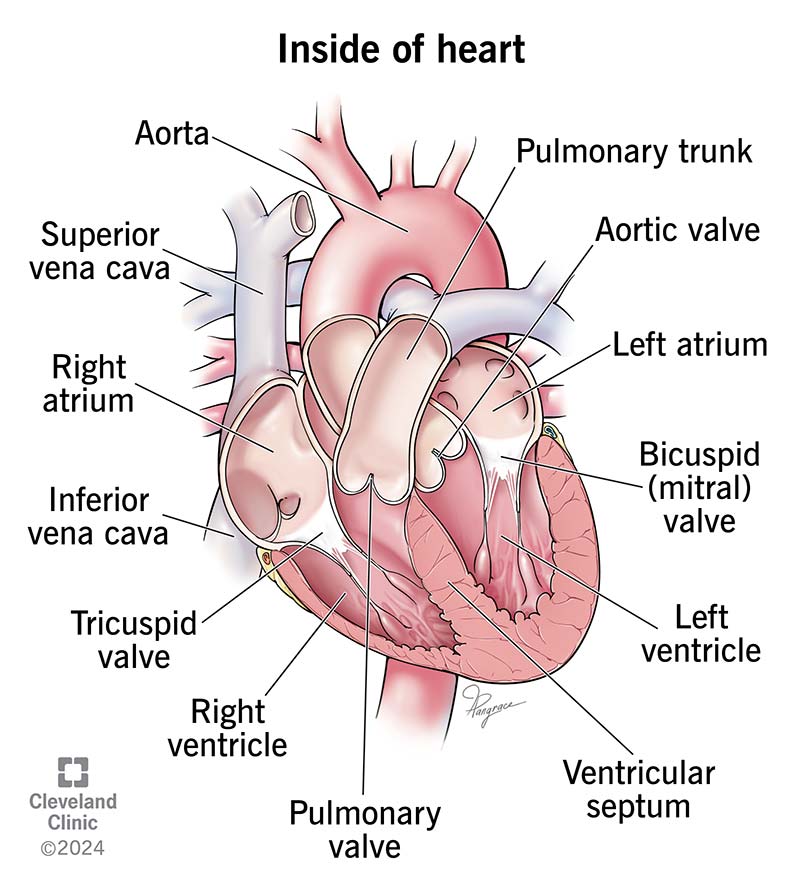 Inside of heart
Aorta
Pulmonary trunk
Superior
vena cava
Aortic valve
Right
atrium
Left atrium
Inferior
vena cava
Bicuspid
(mitral)
valve
Tricuspid
valve
Left
ventricle
Right
ventricle
Pulmonary
valve
Ventricular
septum
Pangrace
Cleveland
Clinic
©2024